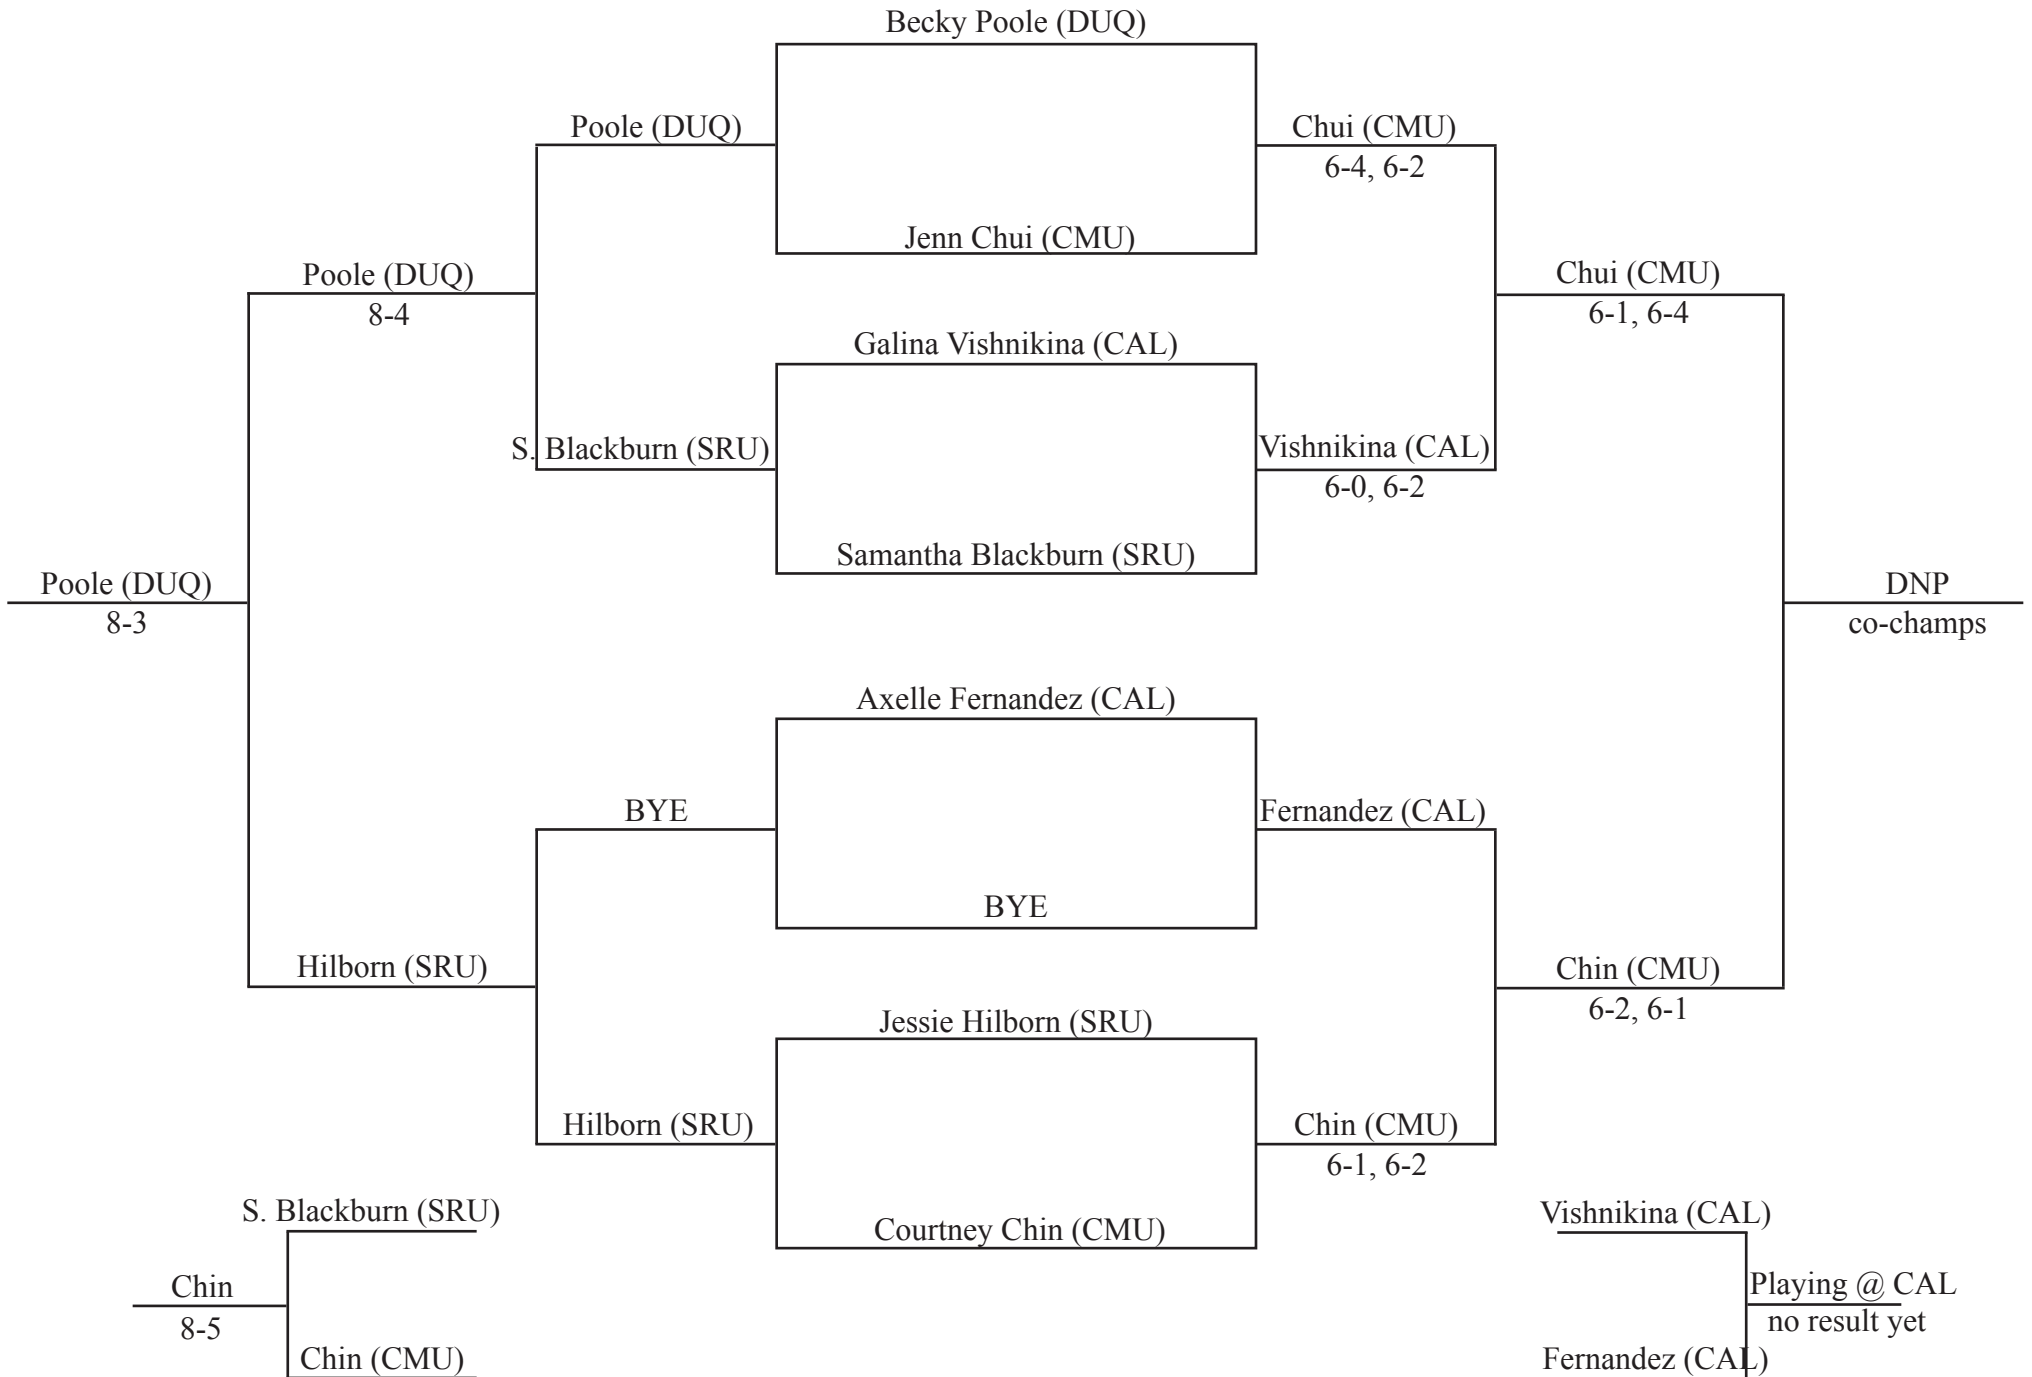 Becky Poole (DUQ)
Poole (DUQ)
Chui (CMU)
6-4, 6-2
Jenn Chui (CMU)
Poole (DUQ)
8-4
Chui (CMU)
6-1, 6-4
Galina Vishnikina (CAL)
S. Blackburn (SRU)
Vishnikina (CAL)
6-0, 6-2
Samantha Blackburn (SRU)
Poole (DUQ)
8-3
DNP
co-champs
Axelle Fernandez (CAL)
BYE
Fernandez (CAL)
BYE
Hilborn (SRU)
Chin (CMU)
6-2, 6-1
Jessie Hilborn (SRU)
Hilborn (SRU)
Chin (CMU)
6-1, 6-2
Courtney Chin (CMU)
S. Blackburn (SRU)
Chin
8-5
Chin (CMU)
Vishnikina (CAL)
Playing @ CAL
no result yet
Fernandez (CAL)